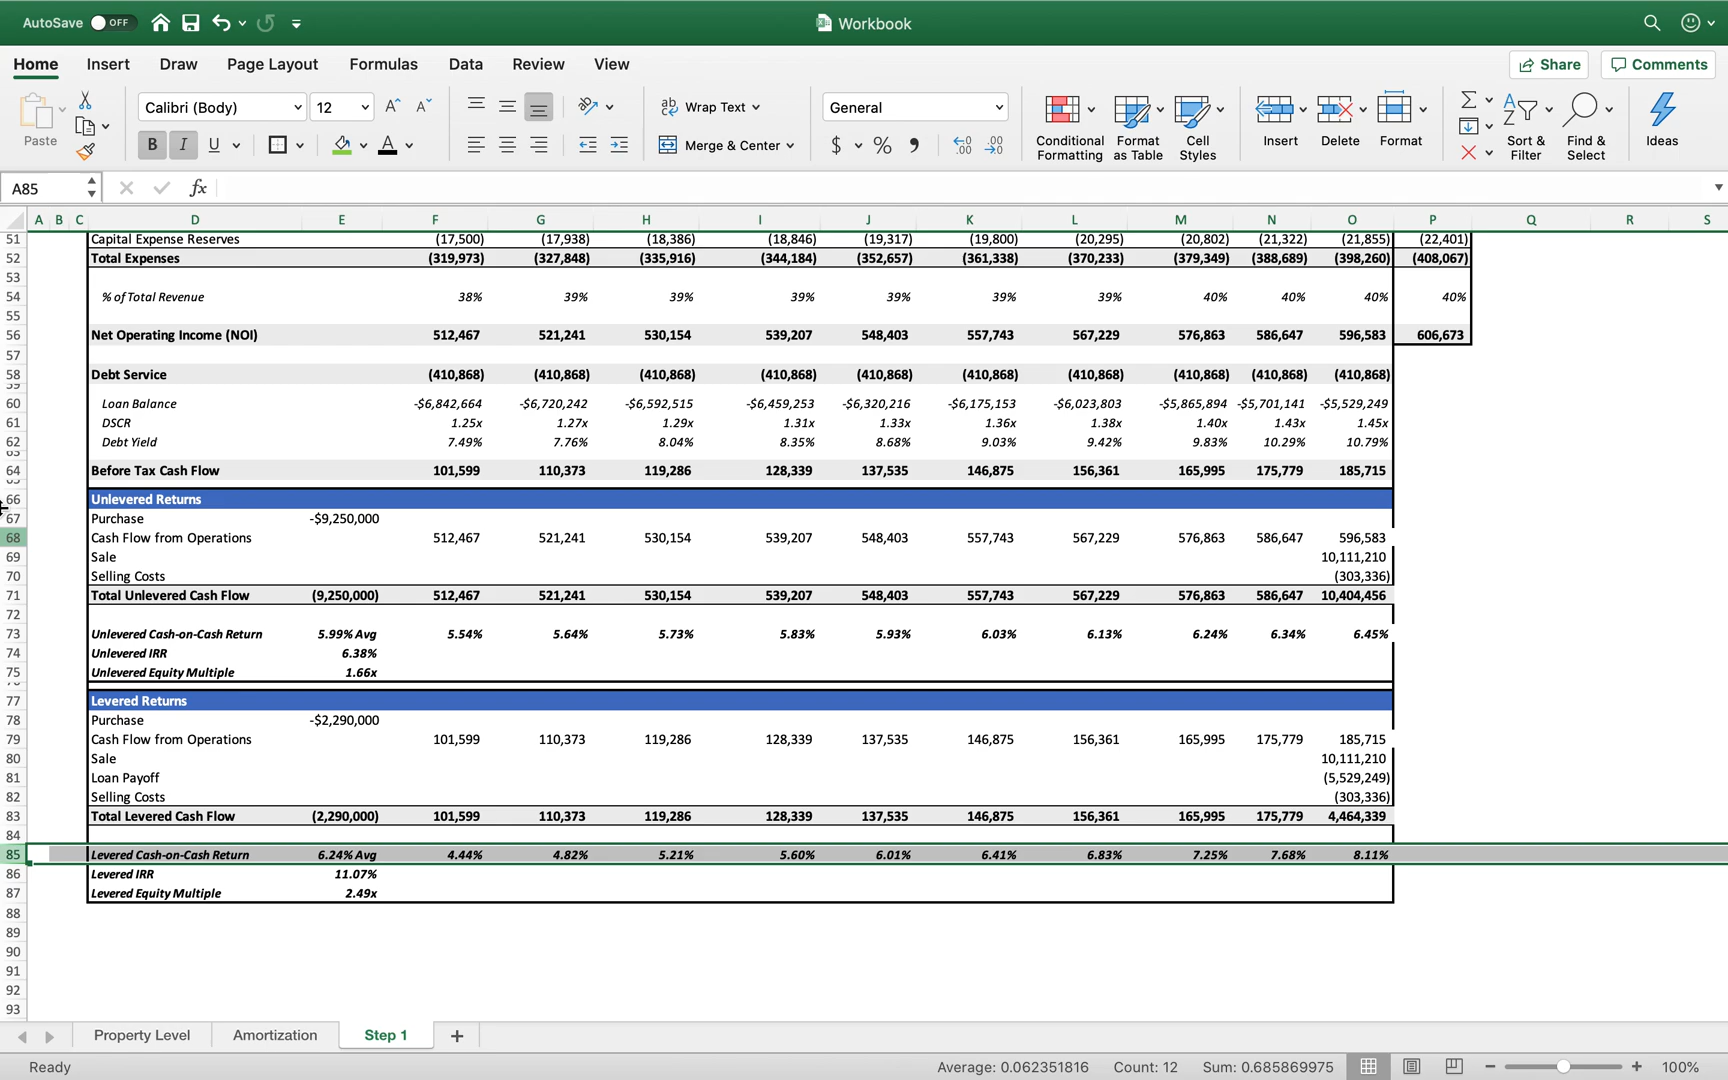 AutoSave OFF Workbook
Home Insert Draw Page Layout Formulas Data Review View Share Comments
Paste Calibri (Body) 12 A^ Aˇ Wrap Text General Conditional Formatting Format as Table Cell Styles Insert Delete Format Sort & Filter Find & Select Ideas
B I U A Merge & Center $ % 9
A85 fx
A B C D E F G H I J K L M N O P Q R S
51 Capital Expense Reserves (17,500) (17,938) (18,386) (18,846) (19,317) (19,800) (20,295) (20,802) (21,322) (21,855) (22,401)
52 Total Expenses (319,973) (327,848) (335,916) (344,184) (352,657) (361,338) (370,233) (379,349) (388,689) (398,260) (408,067)
53
54 % of Total Revenue 38% 39% 39% 39% 39% 39% 39% 40% 40% 40% 40%
55
56 Net Operating Income (NOI) 512,467 521,241 530,154 539,207 548,403 557,743 567,229 576,863 586,647 596,583 606,673
57
58 Debt Service (410,868) (410,868) (410,868) (410,868) (410,868) (410,868) (410,868) (410,868) (410,868) (410,868)
59
60 Loan Balance -$6,842,664 -$6,720,242 -$6,592,515 -$6,459,253 -$6,320,216 -$6,175,153 -$6,023,803 -$5,865,894 -$5,701,141 -$5,529,249
61 DSCR 1.25x 1.27x 1.29x 1.31x 1.33x 1.36x 1.38x 1.40x 1.43x 1.45x
62 Debt Yield 7.49% 7.76% 8.04% 8.35% 8.68% 9.03% 9.42% 9.83% 10.29% 10.79%
63
64 Before Tax Cash Flow 101,599 110,373 119,286 128,339 137,535 146,875 156,361 165,995 175,779 185,715
65
66 Unlevered Returns
67 Purchase -$9,250,000
68 Cash Flow from Operations 512,467 521,241 530,154 539,207 548,403 557,743 567,229 576,863 586,647 596,583
69 Sale 10,111,210
70 Selling Costs (303,336)
71 Total Unlevered Cash Flow (9,250,000) 512,467 521,241 530,154 539,207 548,403 557,743 567,229 576,863 586,647 10,404,456
72
73 Unlevered Cash-on-Cash Return 5.99% Avg 5.54% 5.64% 5.73% 5.83% 5.93% 6.03% 6.13% 6.24% 6.34% 6.45%
74 Unlevered IRR 6.38%
75 Unlevered Equity Multiple 1.66x
77 Levered Returns
78 Purchase -$2,290,000
79 Cash Flow from Operations 101,599 110,373 119,286 128,339 137,535 146,875 156,361 165,995 175,779 185,715
80 Sale 10,111,210
81 Loan Payoff (5,529,249)
82 Selling Costs (303,336)
83 Total Levered Cash Flow (2,290,000) 101,599 110,373 119,286 128,339 137,535 146,875 156,361 165,995 175,779 4,464,339
84
85 Levered Cash-on-Cash Return 6.24% Avg 4.44% 4.82% 5.21% 5.60% 6.01% 6.41% 6.83% 7.25% 7.68% 8.11%
86 Levered IRR 11.07%
87 Levered Equity Multiple 2.49x
88
89
90
91
92
93
Property Level Amortization Step 1
Ready Average: 0.062351816 Count: 12 Sum: 0.685869975 100%